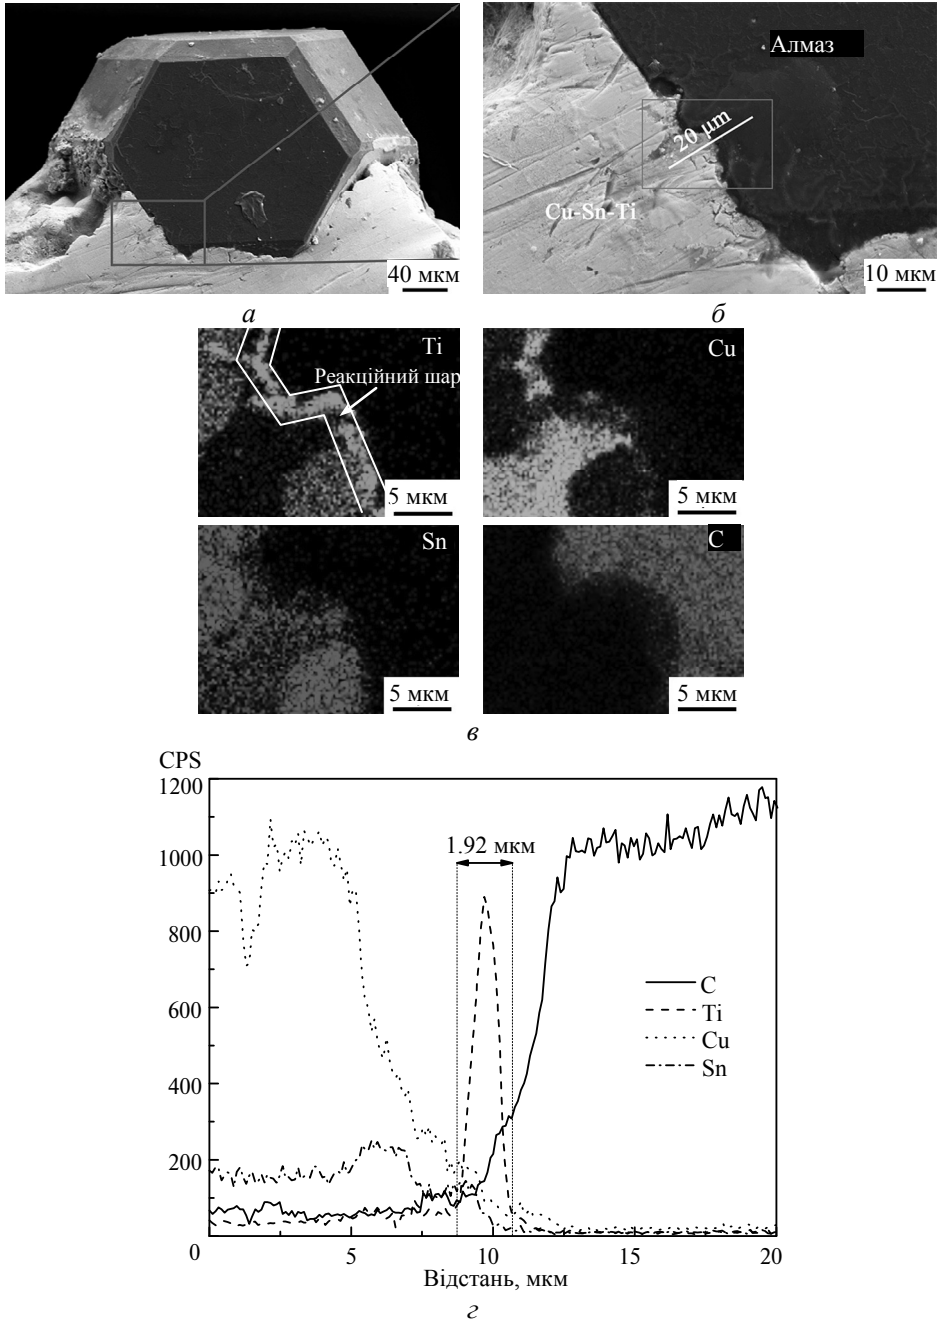 Алмаз
20 µm
Cu-Sn-Ti
40 мкм
10 мкм
а
б
Ti
Cu
Реакційний шар
5 мкм
5 мкм
Sn
C
5 мкм
5 мкм
в
CPS
1200
1000
800
600
400
200
0
1.92 мкм
C
Ti
Cu
Sn
5
10
15
20
Відстань, мкм
г